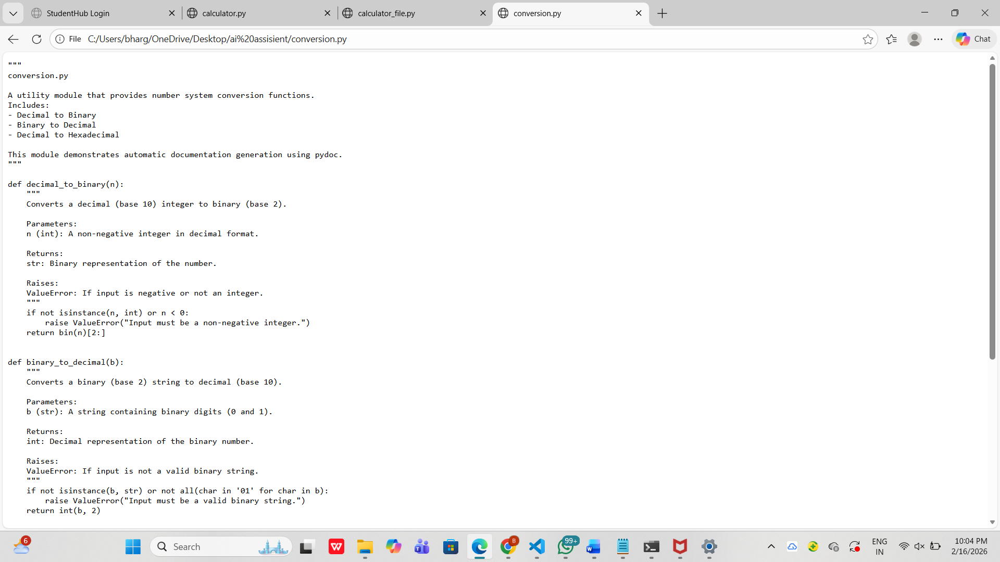 StudentHub Login
calculator.py
calculator_file.py
conversion.py
File C:/Users/bharg/OneDrive/Desktop/ai%20assisient/conversion.py
Chat
"""
conversion.py
A utility module that provides number system conversion functions.
Includes:
- Decimal to Binary
- Binary to Decimal
- Decimal to Hexadecimal
This module demonstrates automatic documentation generation using pydoc.
"""
def decimal_to_binary(n):
    """
    Converts a decimal (base 10) integer to binary (base 2).
    Parameters:
    n (int): A non-negative integer in decimal format.
    Returns:
    str: Binary representation of the number.
    Raises:
    ValueError: If input is negative or not an integer.
    """
    if not isinstance(n, int) or n < 0:
        raise ValueError("Input must be a non-negative integer.")
    return bin(n)[2:]
def binary_to_decimal(b):
    """
    Converts a binary (base 2) string to decimal (base 10).
    Parameters:
    b (str): A string containing binary digits (0 and 1).
    Returns:
    int: Decimal representation of the binary number.
    Raises:
    ValueError: If input is not a valid binary string.
    """
    if not isinstance(b, str) or not all(char in '01' for char in b):
        raise ValueError("Input must be a valid binary string.")
    return int(b, 2)
6
Search
B
99+
ENG
IN
10:04 PM
2/16/2026